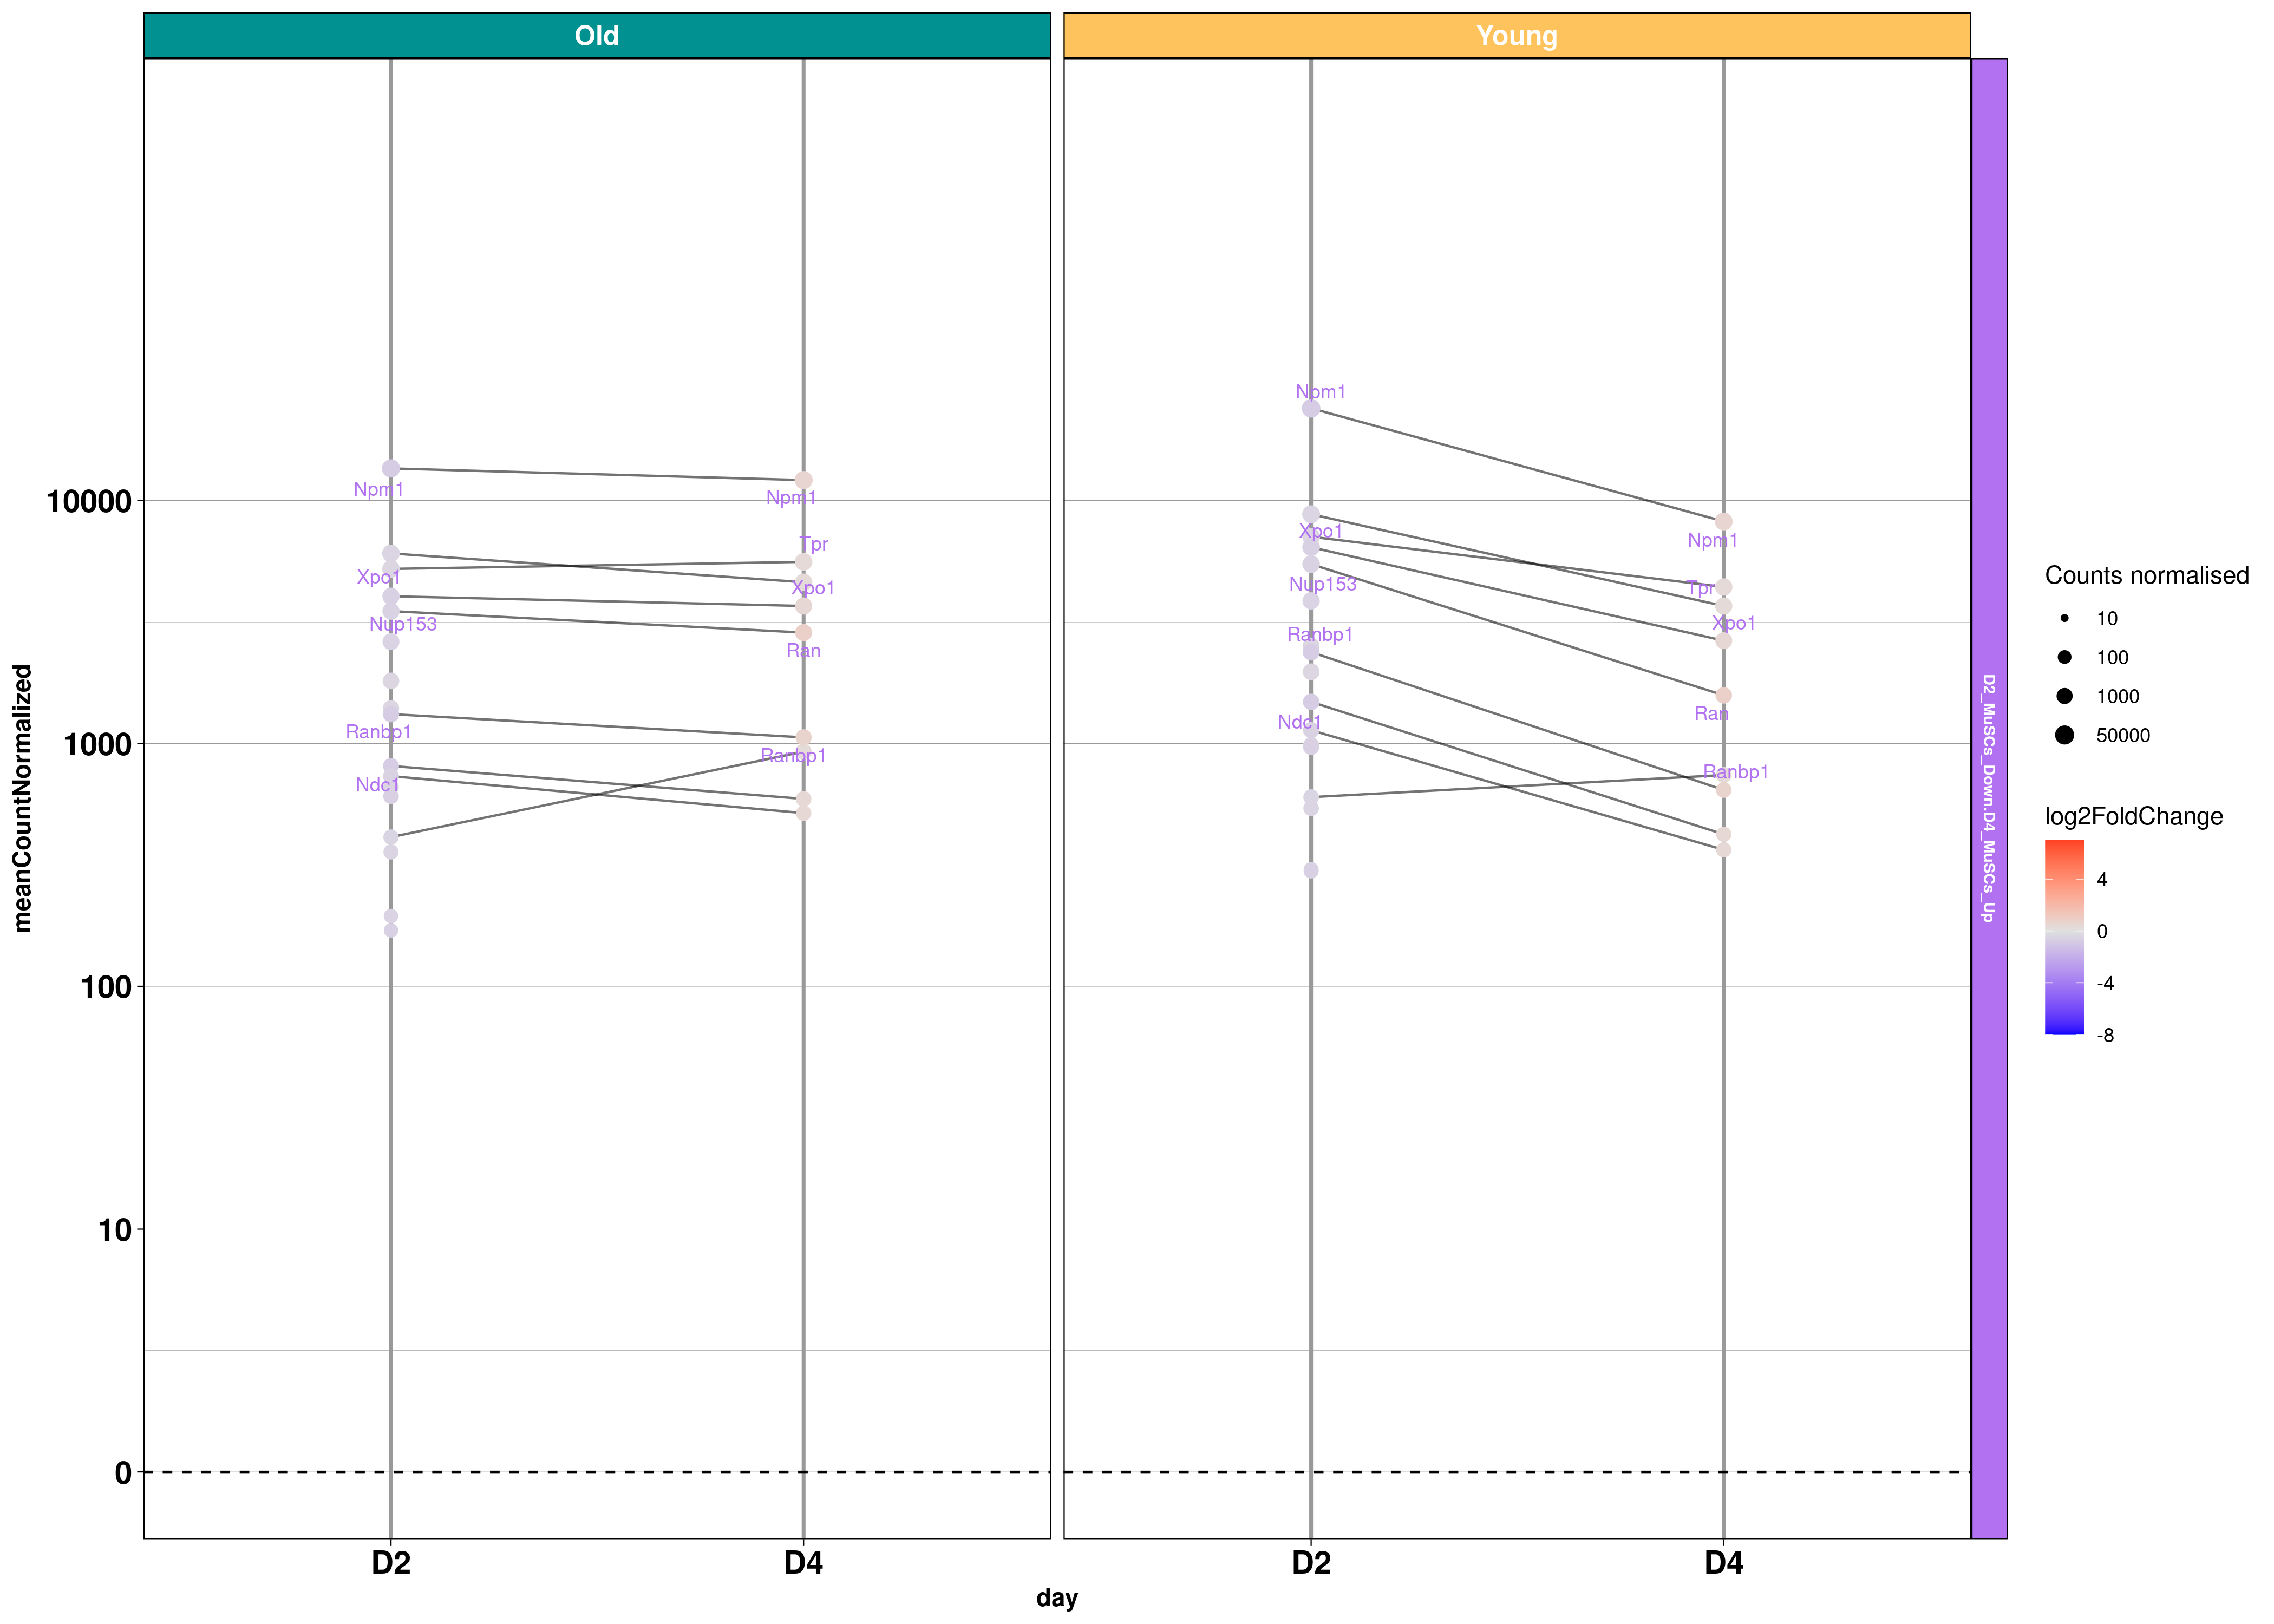 Old
Young
meanCountNormalized
10000
1000
100
10
0
Npm1
Xpo1
Nup153
Ranbp1
Ndc1
Npm1
Tpr
Xpo1
Ran
Ranbp1
Npm1
Xpo1
Nup153
Ranbp1
Ndc1
Npm1
Tpr
Xpo1
Ran
Ranbp1
D2_MuSCs_Down.D4_MuSCs_Up
D2
D4
D2
D4
day
Counts normalised
10
100
1000
50000
log2FoldChange
4
0
-4
-8